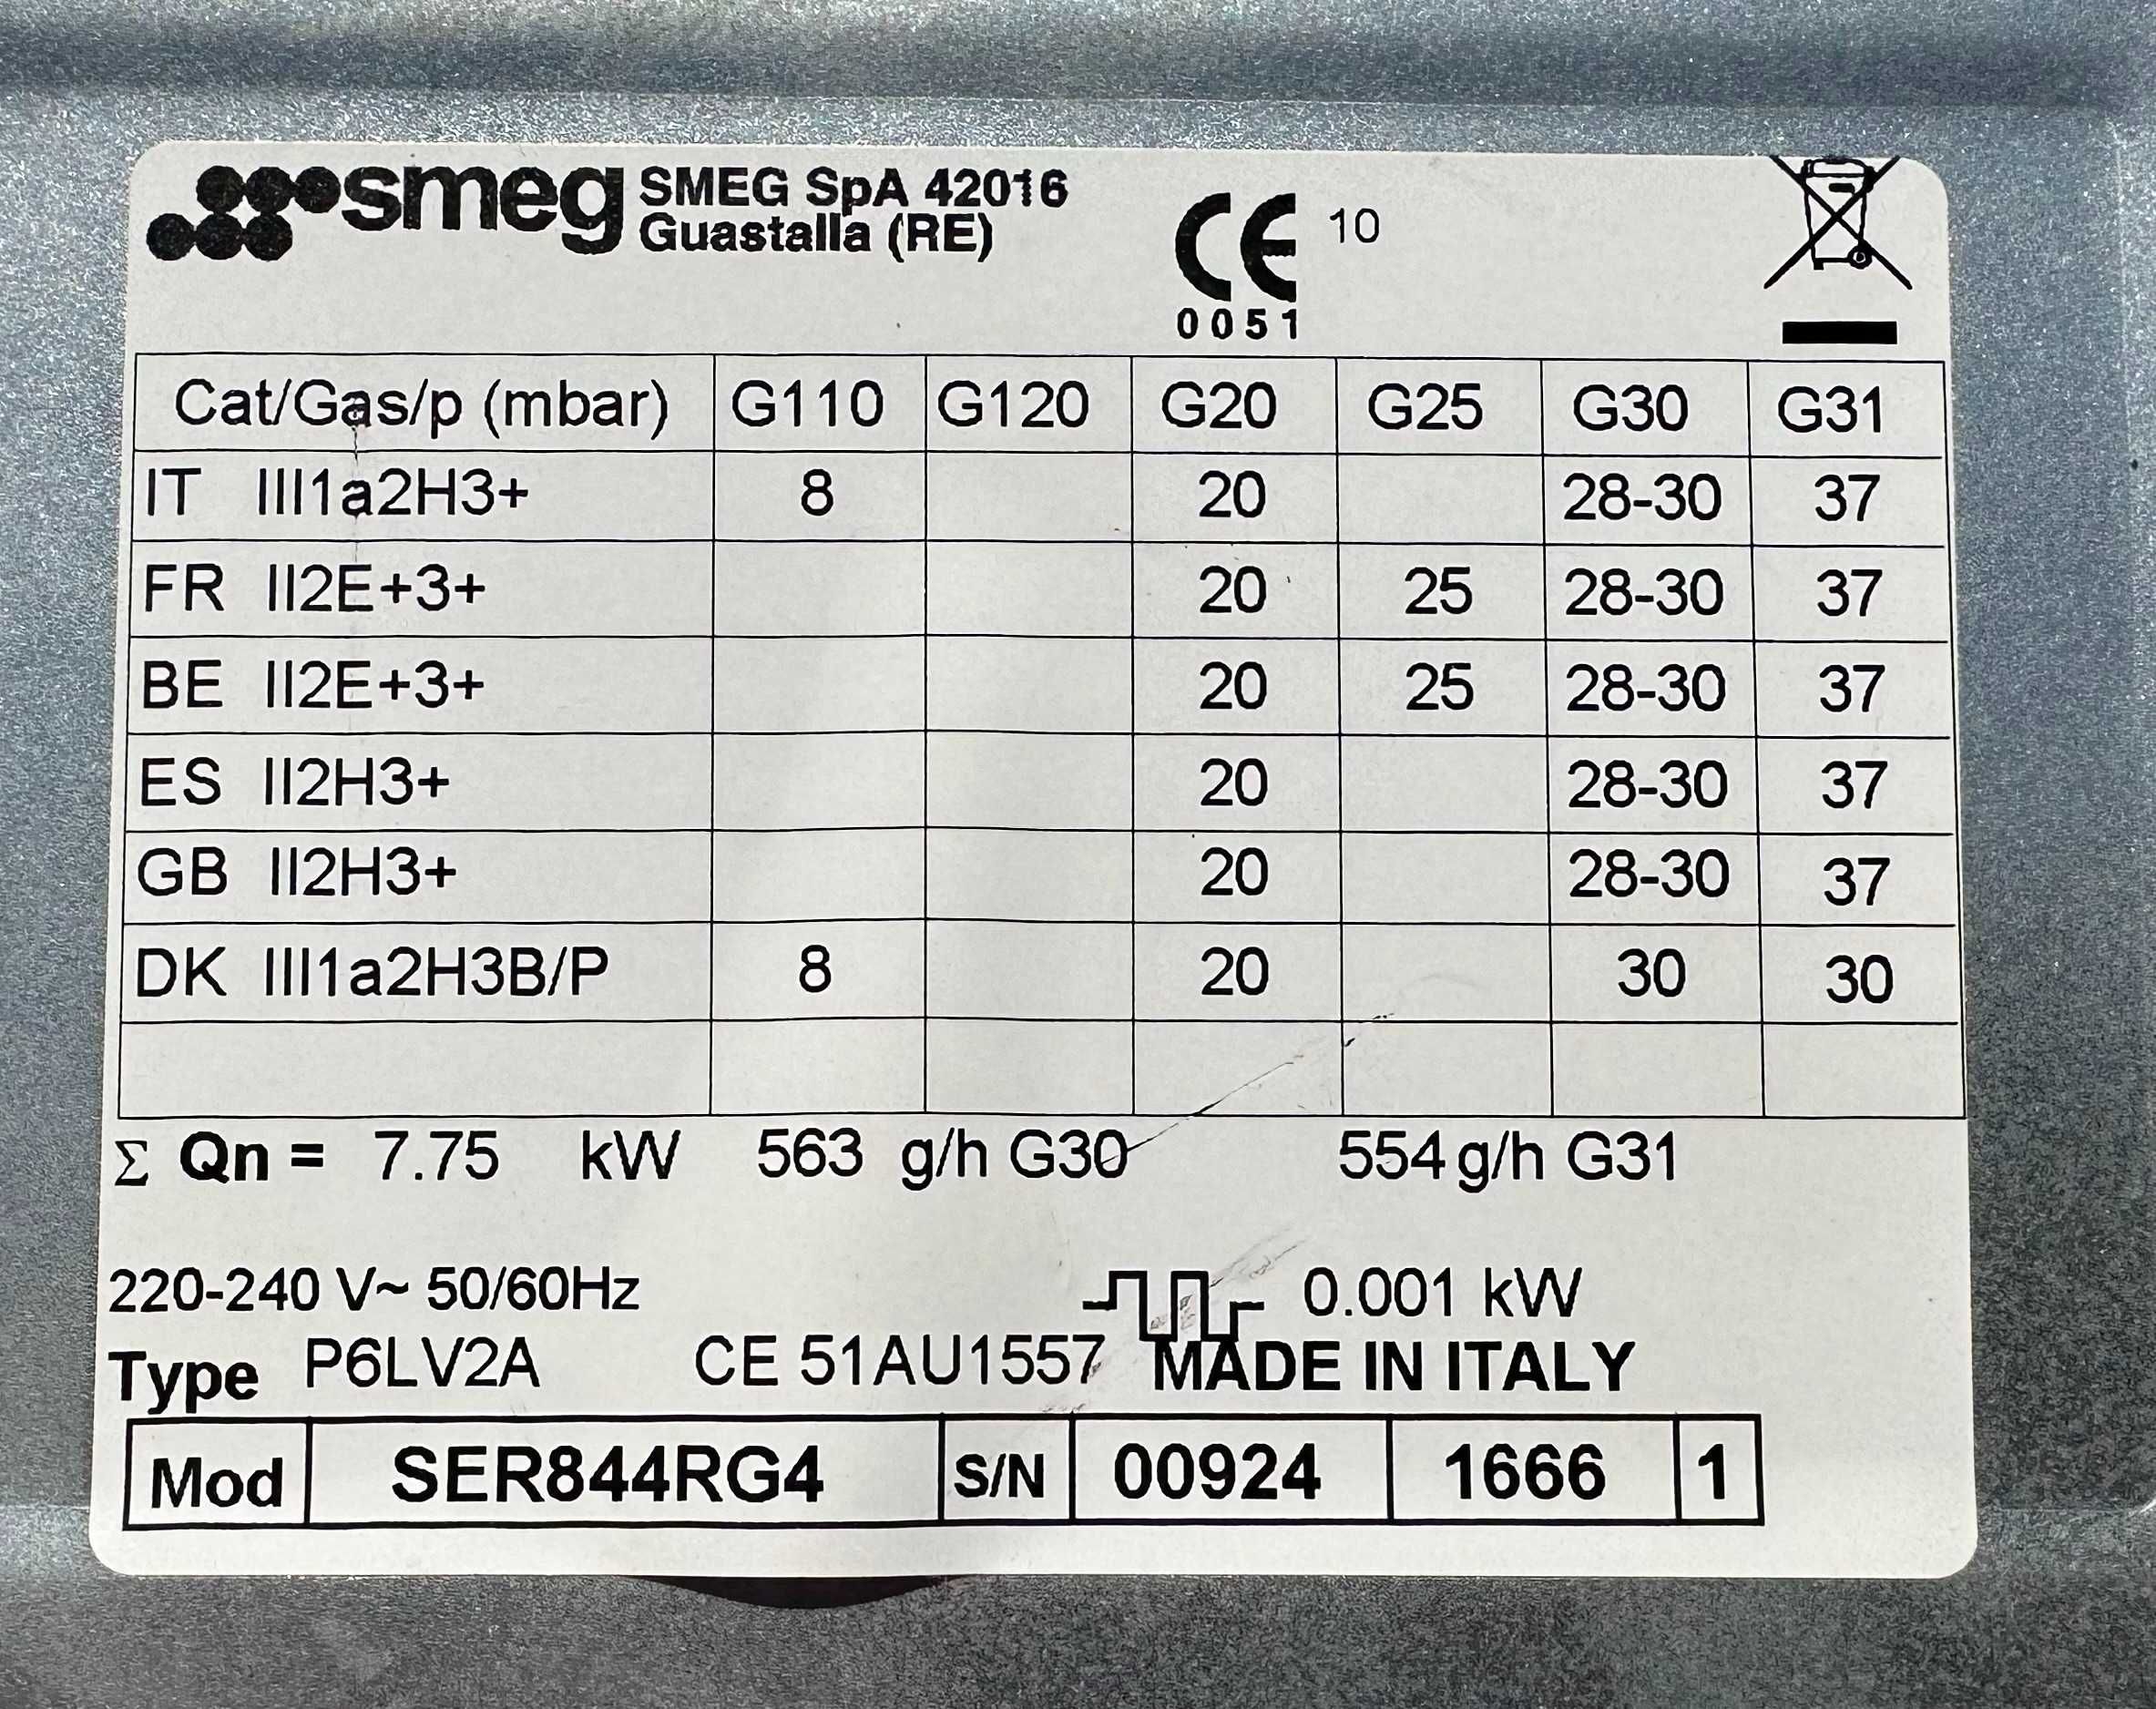 smeg SMEG SpA 42016
Guastalla (RE)
CE 10
0051
Cat/Gas/p (mbar) G110 G120 G20 G25 G30 G31
IT III1a2H3+ 8 20 28-30 37
FR II2E+3+ 20 25 28-30 37
BE II2E+3+ 20 25 28-30 37
ES II2H3+ 20 28-30 37
GB II2H3+ 20 28-30 37
DK III1a2H3B/P 8 20 30 30
Σ Qn = 7.75 kW 563 g/h G30 554 g/h G31
220-240 V~ 50/60Hz 0.001 kW
Type P6LV2A CE 51AU1557 MADE IN ITALY
Mod SER844RG4 S/N 00924 1666 1